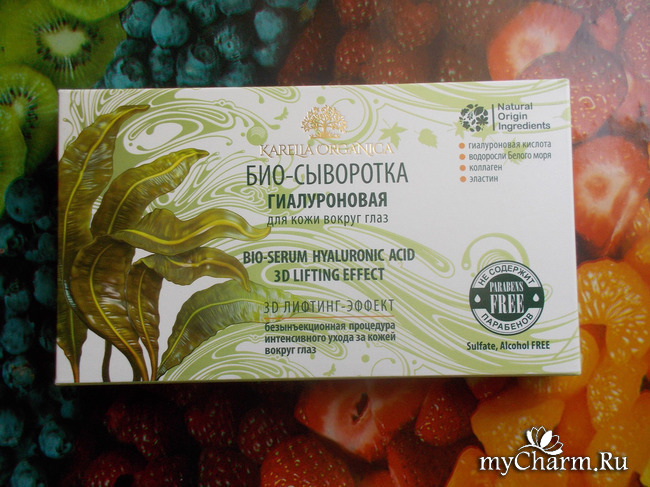 KARELIA ORGANICA
БИО-СЫВОРОТКА
ГИАЛУРОНОВАЯ
для кожи вокруг глаз
BIO-SERUM HYALURONIC ACID
3D LIFTING EFFECT
3D ЛИФТИНГ-ЭФФЕКТ
безынъекционная процедура
интенсивного ухода за кожей
вокруг глаз
Natural
Origin
Ingredients
гиалуроновая кислота
водоросли Белого моря
коллаген
эластин
НЕ СОДЕРЖИТ
PARABENS
FREE
ПАРАБЕНОВ
Sulfate, Alcohol FREE
myCharm.Ru